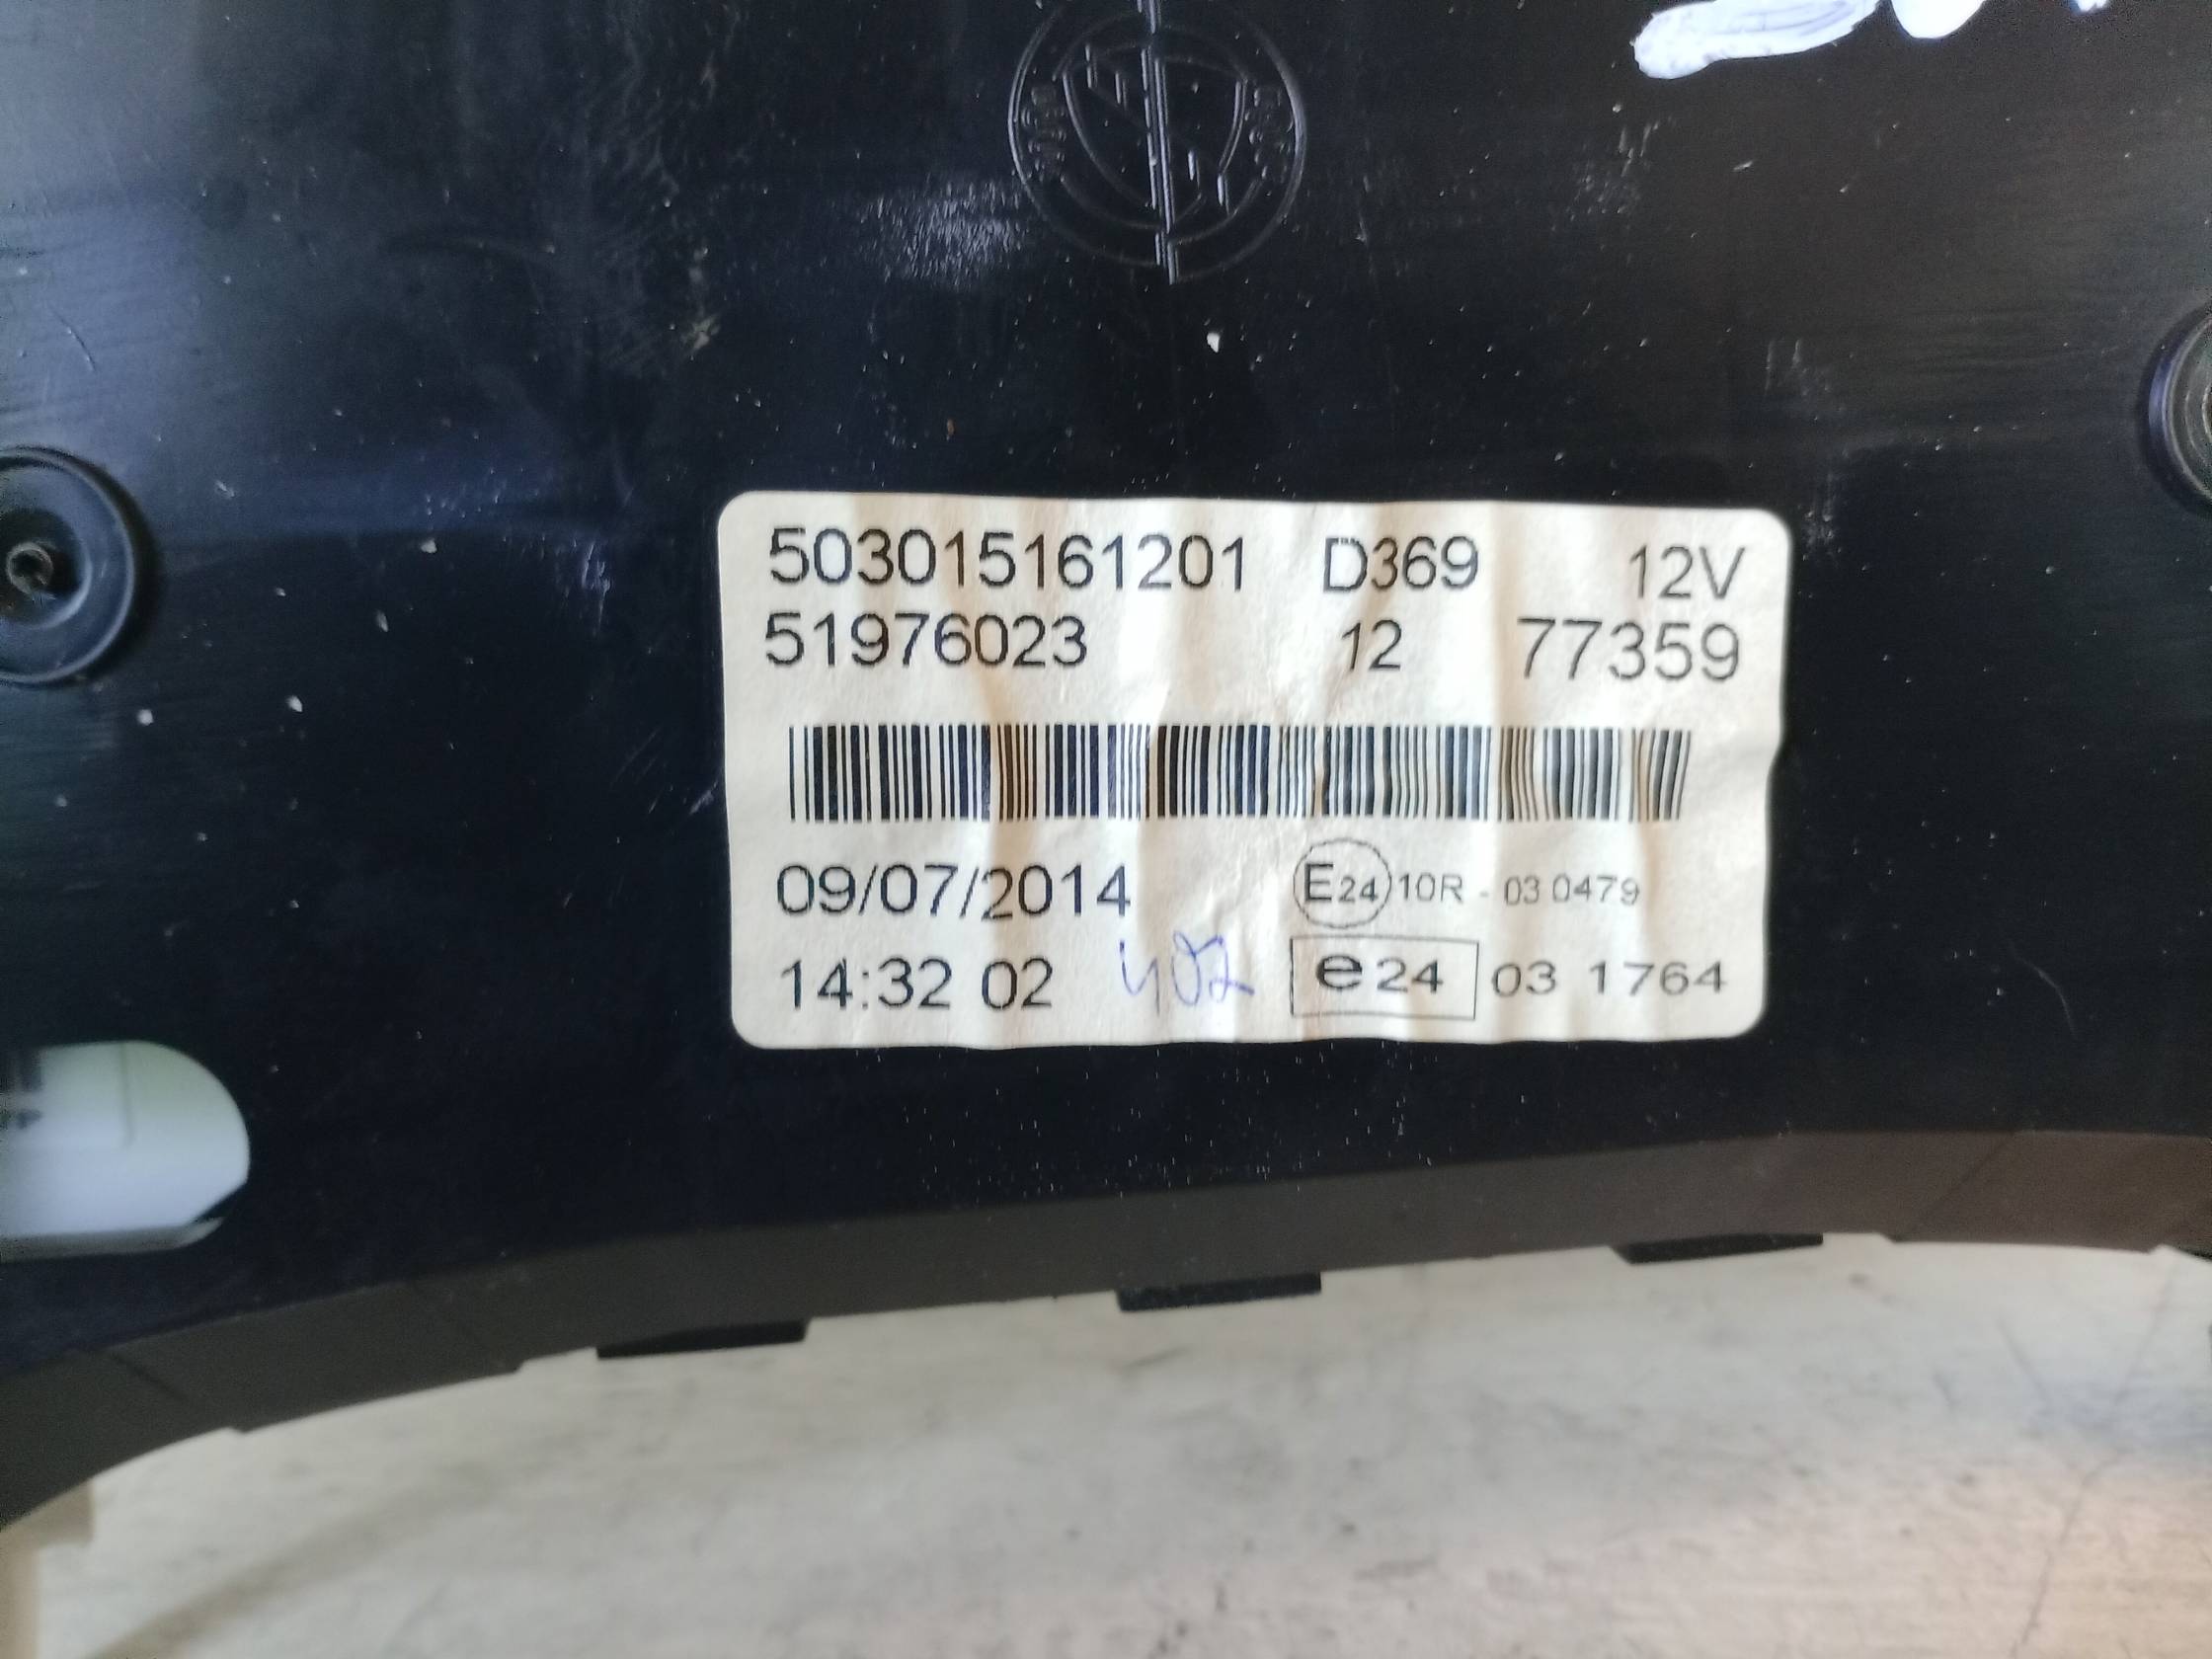 503015161201 D369 12V
51976023 12 77359
09/07/2014 E24 10R - 03 0479
14:32 02 402 e24 03 1764